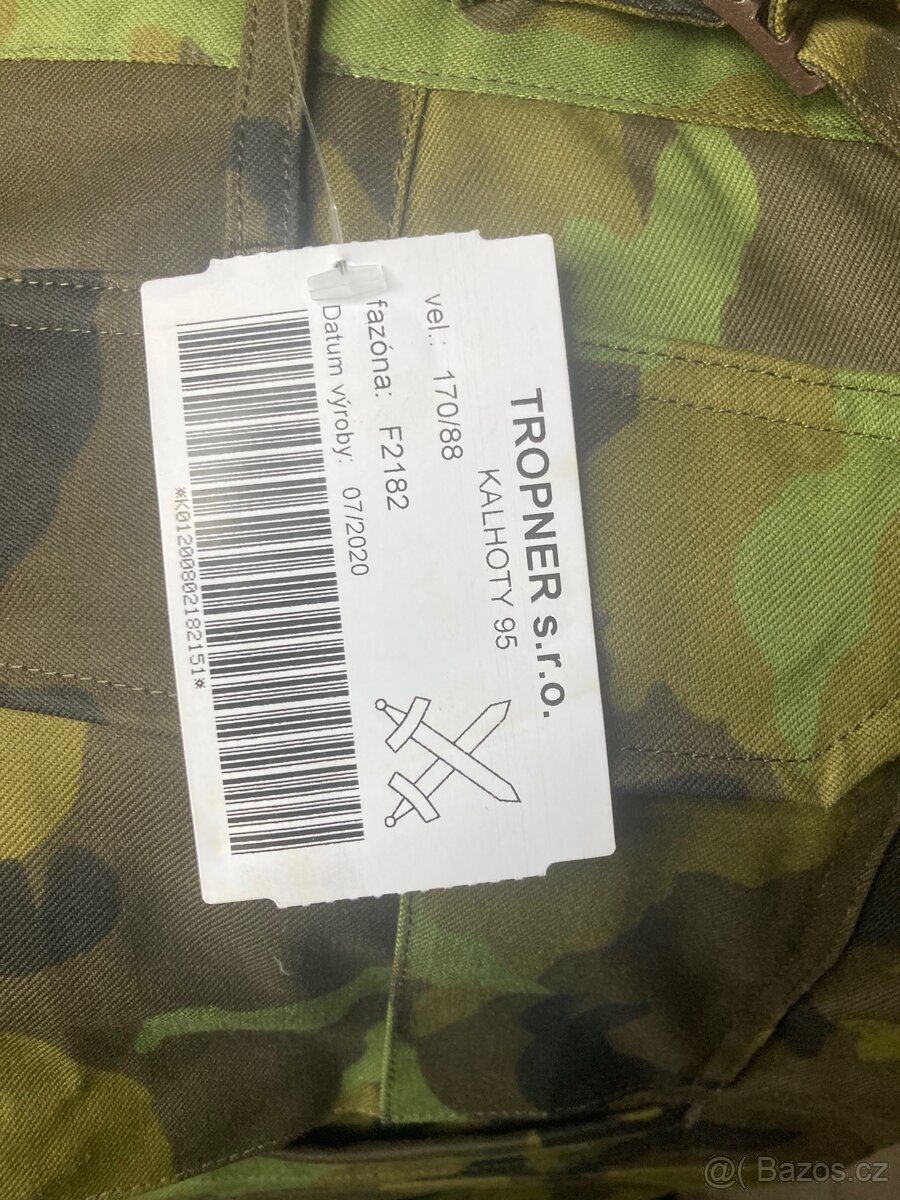 TROPNER s.r.o.
KALHOTY 95
vel.: 170/88
fazóna: F2182
Datum výroby: 07/2020
*K01200802182151*
@( Bazos.cz